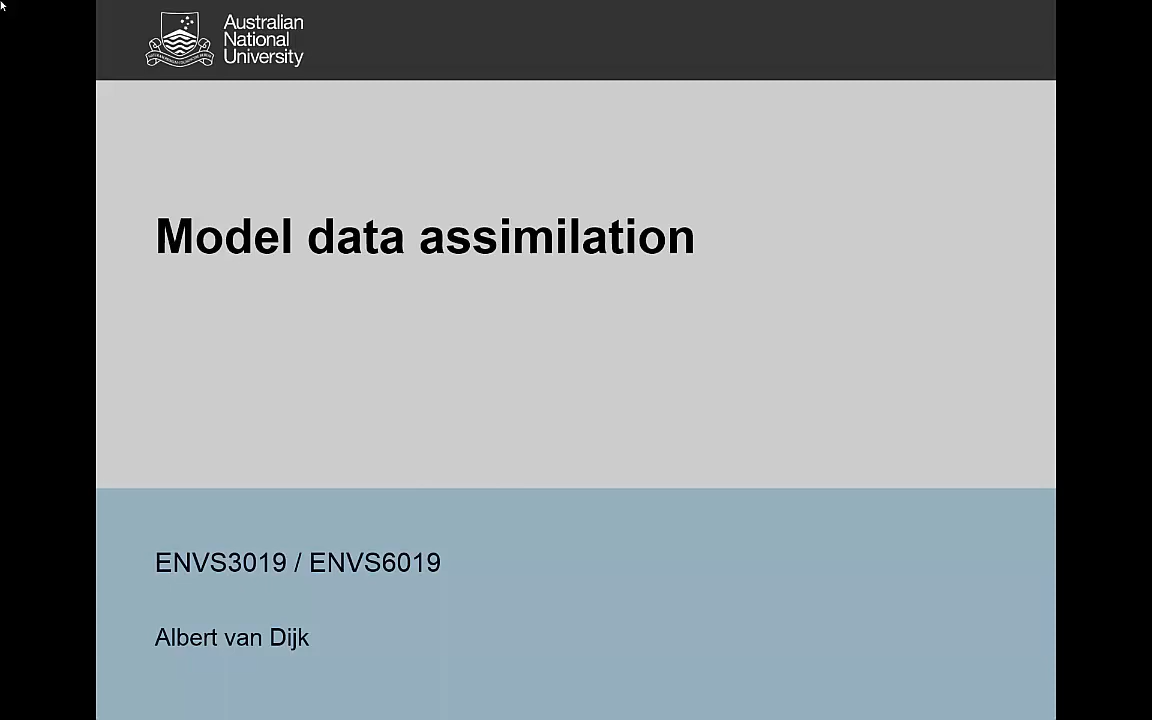 Australian
National
University
Model data assimilation
ENVS3019 / ENVS6019
Albert van Dijk